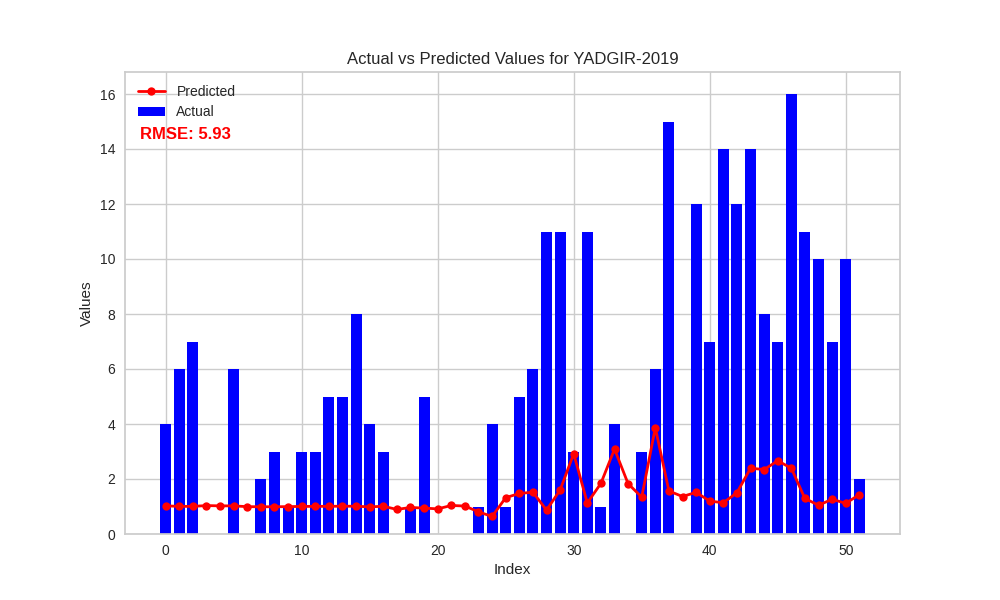 Actual vs Predicted Values for YADGIR-2019
Predicted
Actual
RMSE: 5.93
Values
16
14
12
10
8
6
4
2
0
0 10 20 30 40 50
Index